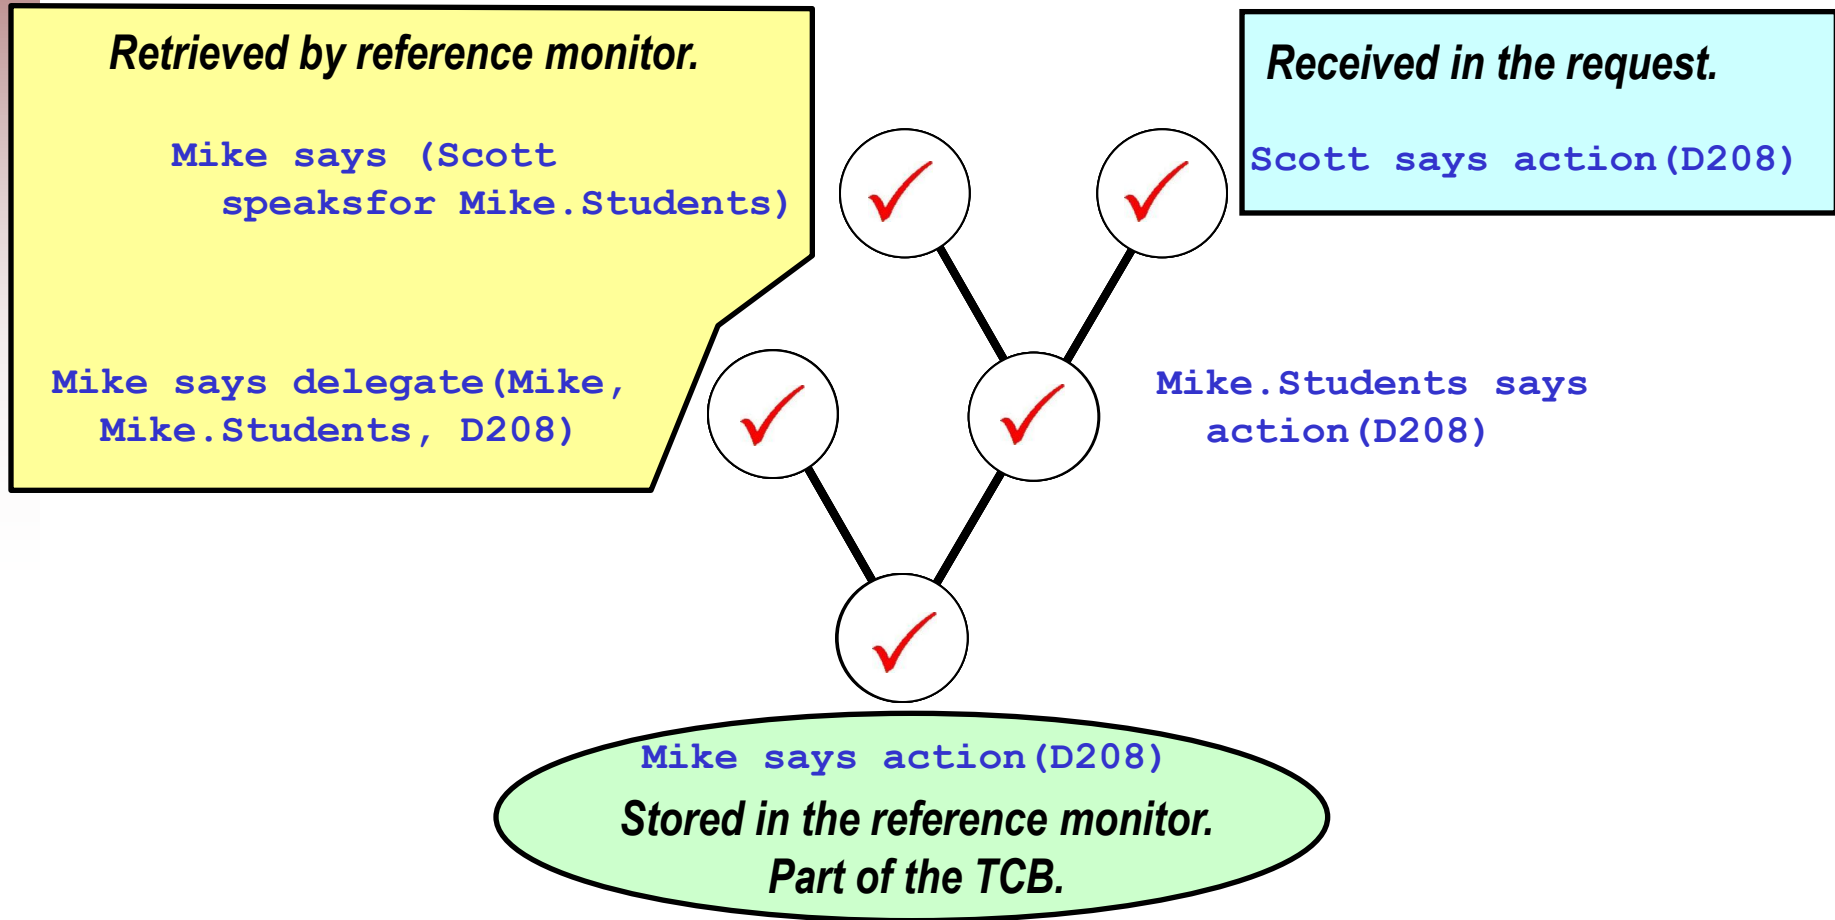 Retrieved by reference monitor.
Mike says (Scott
speaksfor Mike.Students)
Mike says delegate(Mike,
Mike.Students, D208)
Received in the request.
Scott says action(D208)
Mike.Students says
action(D208)
Mike says action(D208)
Stored in the reference monitor.
Part of the TCB.